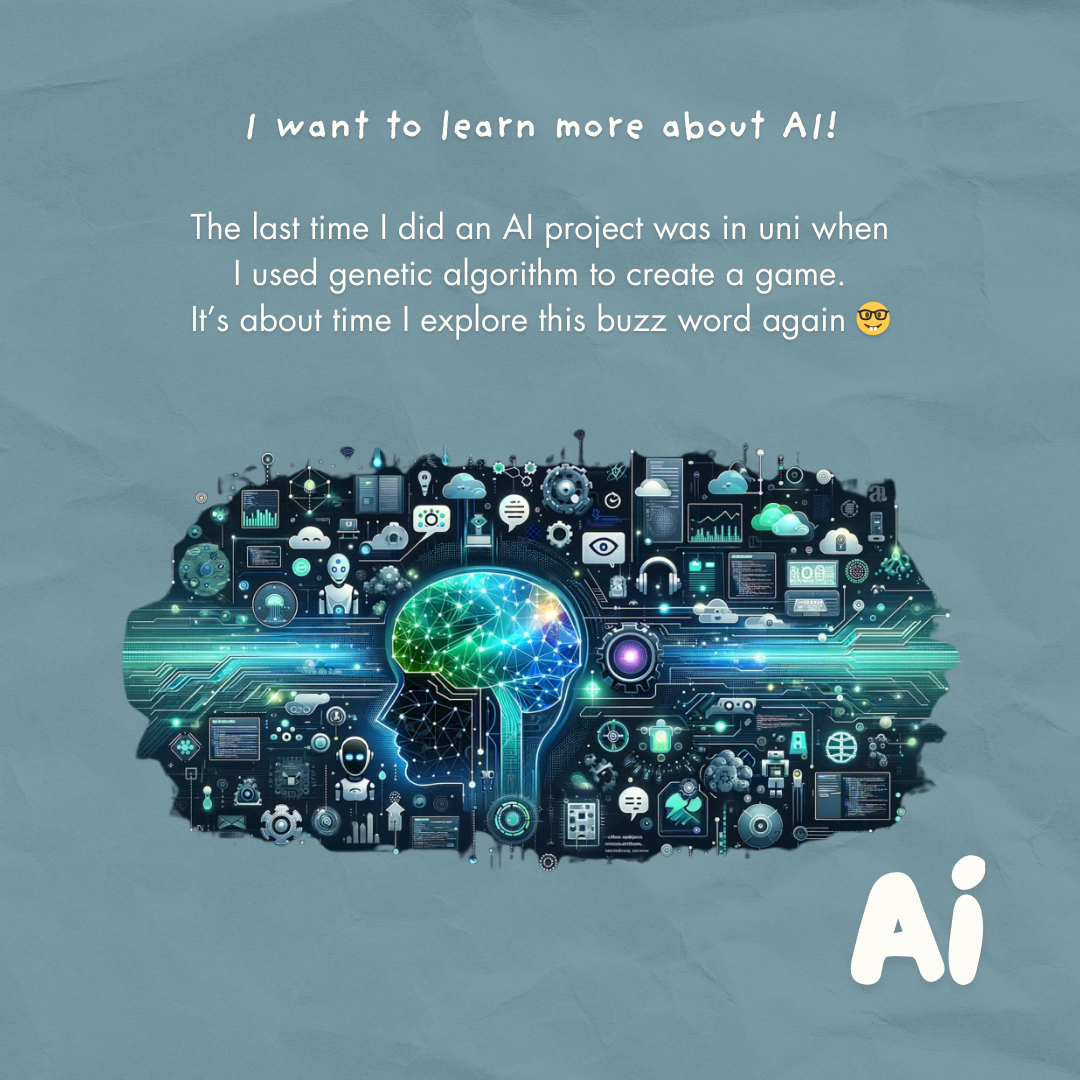 I want to learn more about AI!
The last time I did an AI project was in uni when
I used genetic algorithm to create a game.
It’s about time I explore this buzz word again 🤓
a
Ai